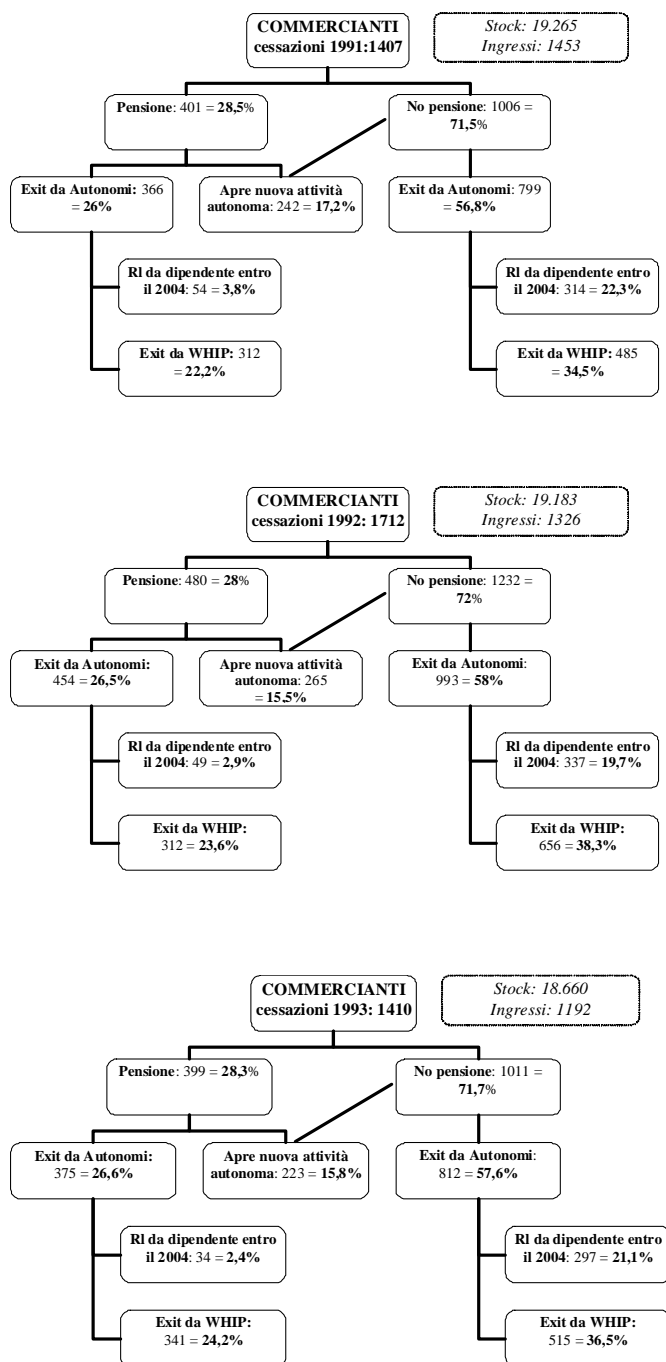 COMMERCIANTI
cessazioni 1991:1407
Stock: 19.265
Ingressi: 1453
Pensione: 401 = 28,5%
No pensione: 1006 =
71,5%
Exit da Autonomi: 366
= 26%
Apre nuova attività
autonoma: 242 = 17,2%
Exit da Autonomi: 799
= 56,8%
Rl da dipendente entro
il 2004: 54 = 3,8%
Rl da dipendente entro
il 2004: 314 = 22,3%
Exit da WHIP: 312
= 22,2%
Exit da WHIP: 485
= 34,5%
COMMERCIANTI
cessazioni 1992: 1712
Stock: 19.183
Ingressi: 1326
Pensione: 480 = 28%
No pensione: 1232 =
72%
Exit da Autonomi:
454 = 26,5%
Apre nuova attività
autonoma: 265
= 15,5%
Exit da Autonomi:
993 = 58%
Rl da dipendente entro
il 2004: 49 = 2,9%
Rl da dipendente entro
il 2004: 337 = 19,7%
Exit da WHIP:
312 = 23,6%
Exit da WHIP:
656 = 38,3%
COMMERCIANTI
cessazioni 1993: 1410
Stock: 18.660
Ingressi: 1192
Pensione: 399 = 28,3%
No pensione: 1011 =
71,7%
Exit da Autonomi:
375 = 26,6%
Apre nuova attività
autonoma: 223 = 15,8%
Exit da Autonomi:
812 = 57,6%
Rl da dipendente entro
il 2004: 34 = 2,4%
Rl da dipendente entro
il 2004: 297 = 21,1%
Exit da WHIP:
341 = 24,2%
Exit da WHIP:
515 = 36,5%